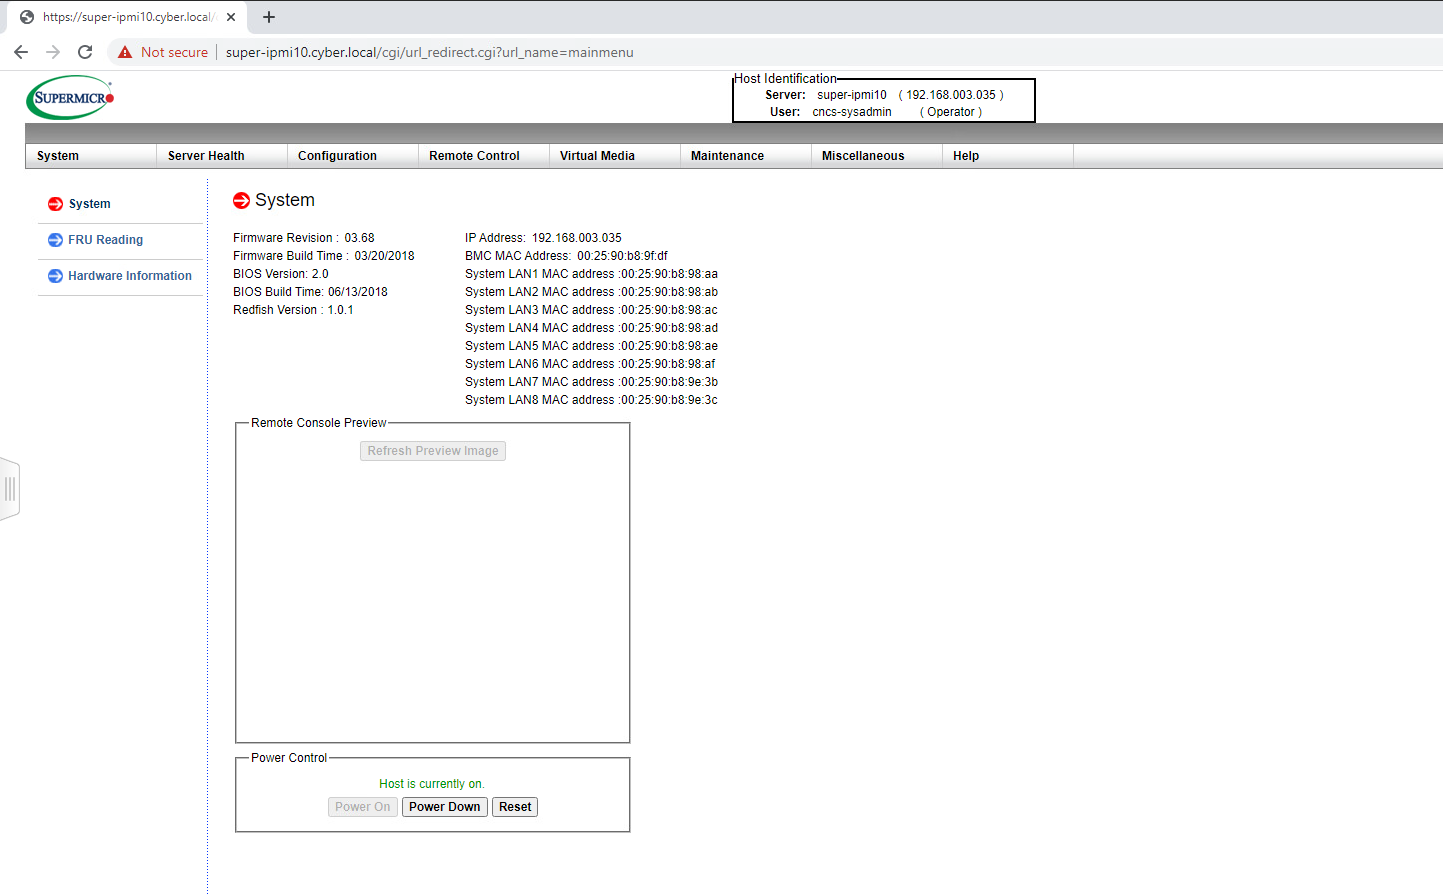 https://super-ipmi10.cyber.local/
Not secure | super-ipmi10.cyber.local/cgi/url_redirect.cgi?url_name=mainmenu
SUPERMICRO
Host Identification
Server: super-ipmi10 ( 192.168.003.035 )
User: cncs-sysadmin ( Operator )
System Server Health Configuration Remote Control Virtual Media Maintenance Miscellaneous Help
System
FRU Reading
Hardware Information
System
Firmware Revision : 03.68
Firmware Build Time : 03/20/2018
BIOS Version: 2.0
BIOS Build Time: 06/13/2018
Redfish Version : 1.0.1
IP Address: 192.168.003.035
BMC MAC Address: 00:25:90:b8:9f:df
System LAN1 MAC address :00:25:90:b8:98:aa
System LAN2 MAC address :00:25:90:b8:98:ab
System LAN3 MAC address :00:25:90:b8:98:ac
System LAN4 MAC address :00:25:90:b8:98:ad
System LAN5 MAC address :00:25:90:b8:98:ae
System LAN6 MAC address :00:25:90:b8:98:af
System LAN7 MAC address :00:25:90:b8:9e:3b
System LAN8 MAC address :00:25:90:b8:9e:3c
Remote Console Preview
Refresh Preview Image
Power Control
Host is currently on.
Power On Power Down Reset